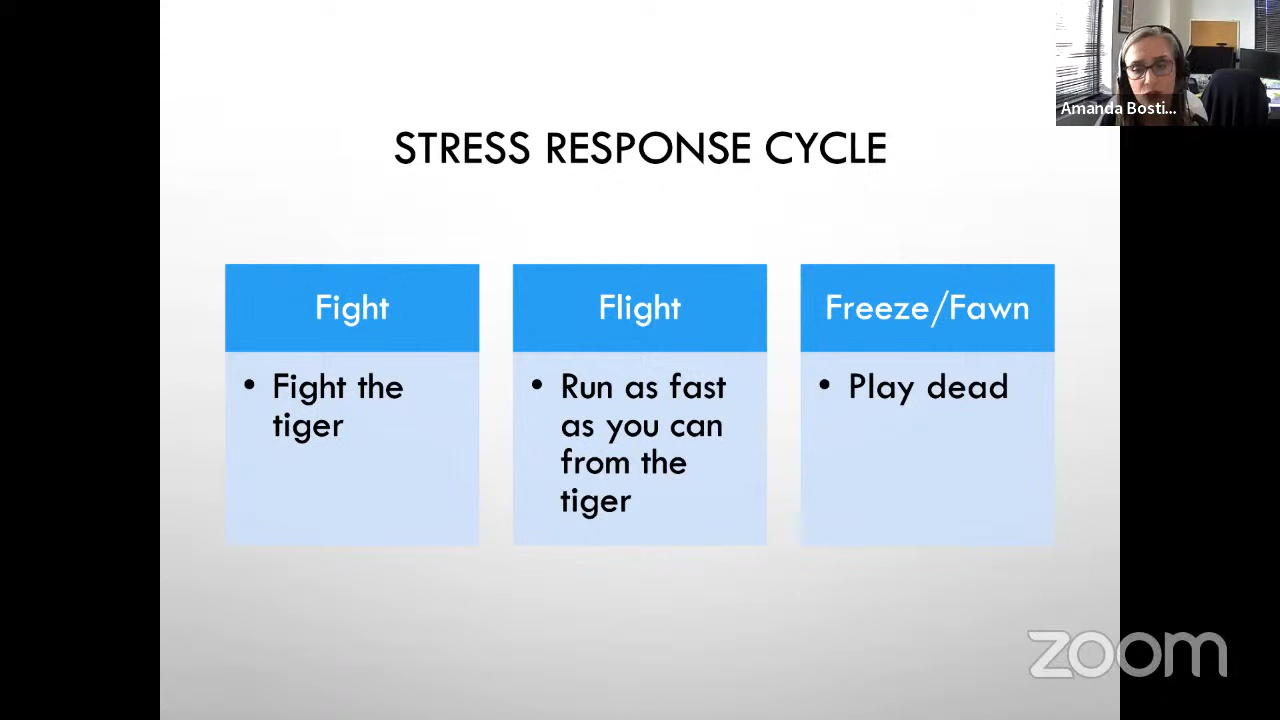 Amanda Bosti...
STRESS RESPONSE CYCLE
Fight
• Fight the
tiger
Flight
• Run as fast
as you can
from the
tiger
Freeze/Fawn
• Play dead
zoom